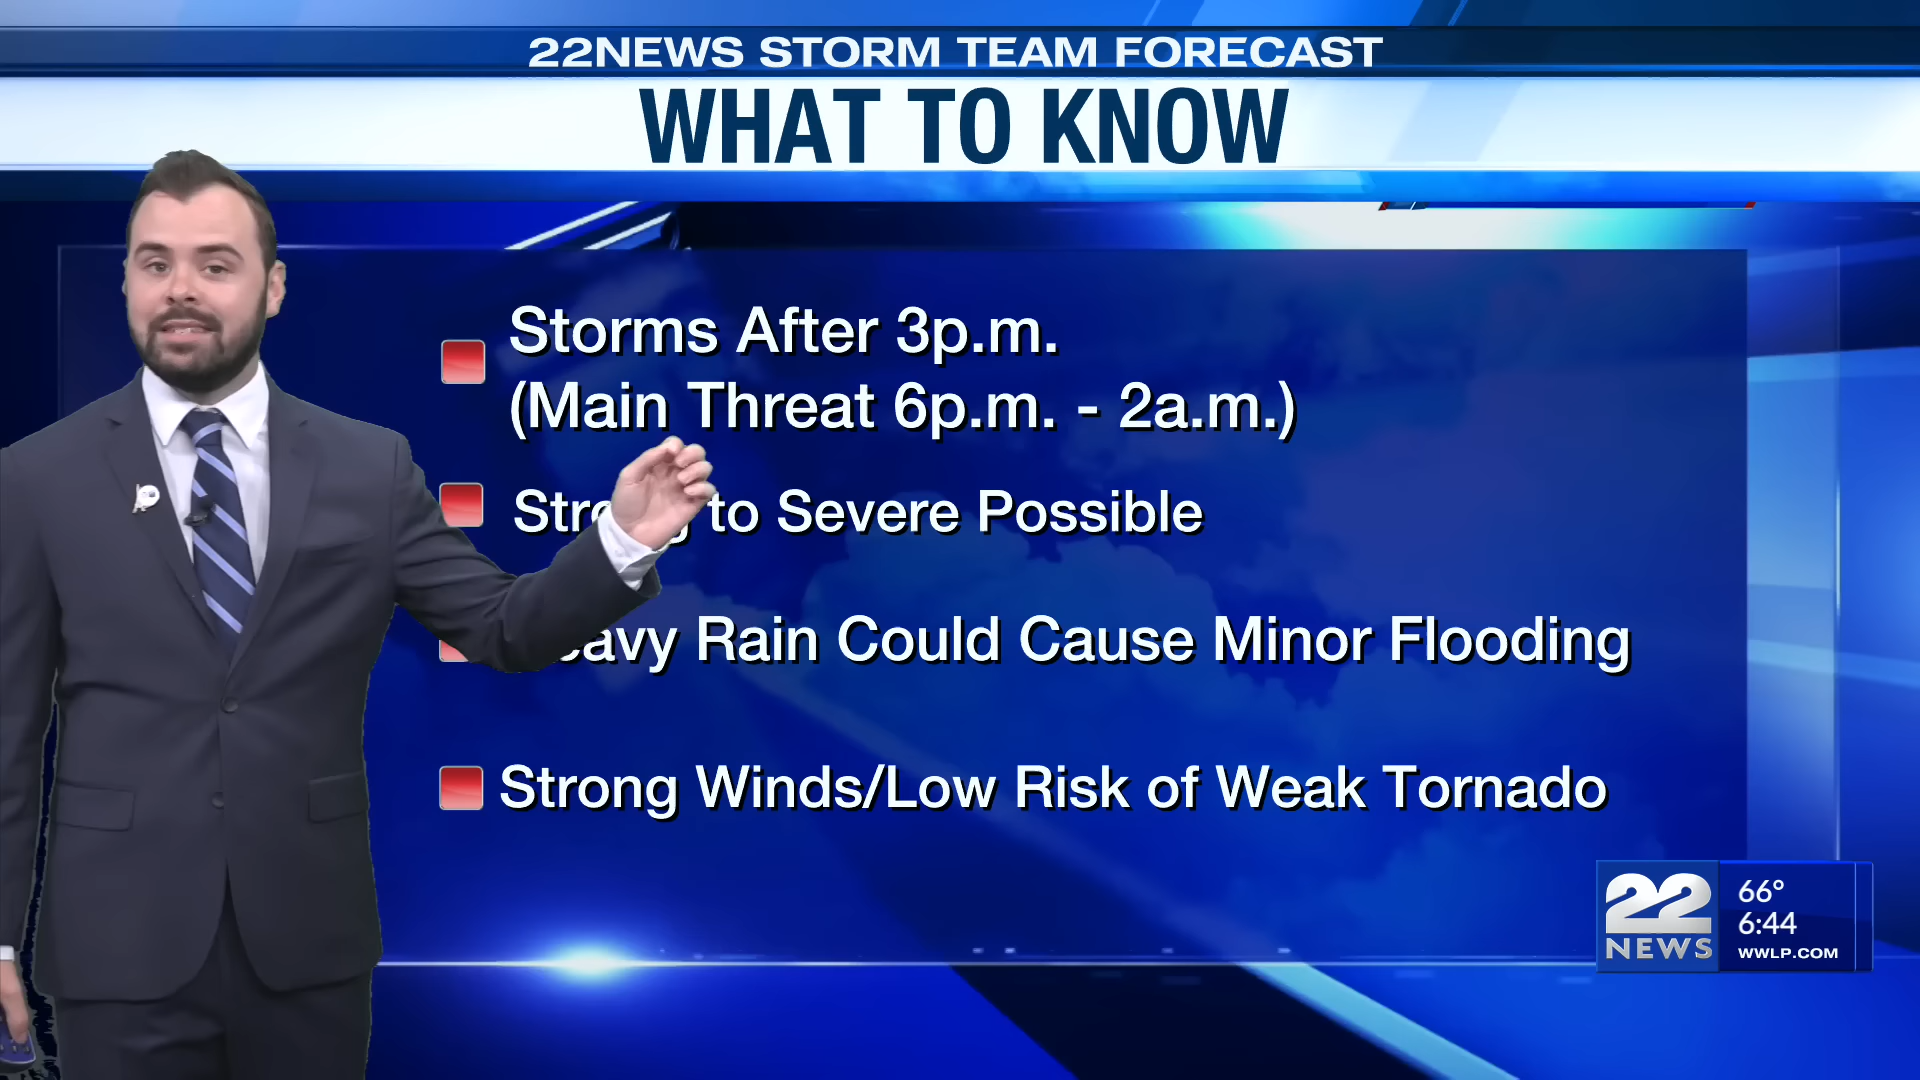 22NEWS STORM TEAM FORECAST
WHAT TO KNOW
Storms After 3p.m.
(Main Threat 6p.m. - 2a.m.)
to Severe Possible
Rain Could Cause Minor Flooding
Strong Winds/Low Risk of Weak Tornado
22
NEWS
66°
6:44
WWLP.COM